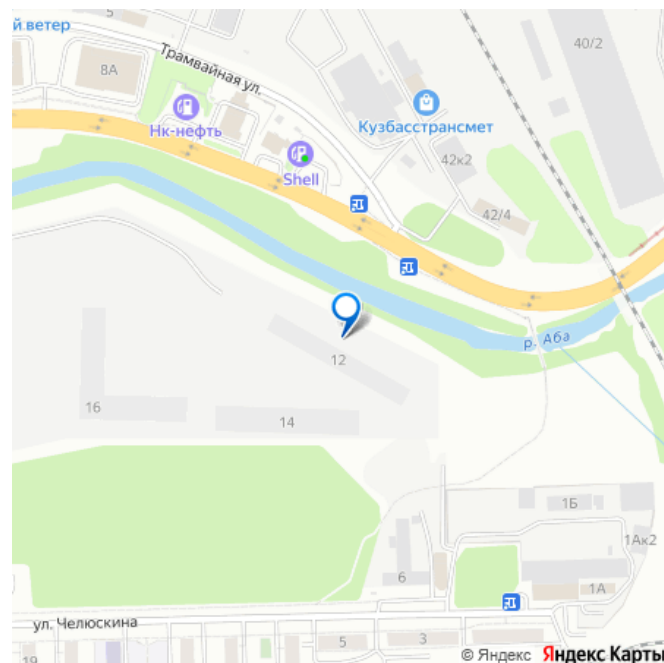 й ветер
5
40/2
8А
Трамвайная ул.
Нк-нефть
Кузбасстрансмет
Shell
42к2
42/4
р. Аба
12
16
14
1Б
1Ак2
6
1А
ул. Челюскина
19
5
3
© Яндекс Яндекс Карты